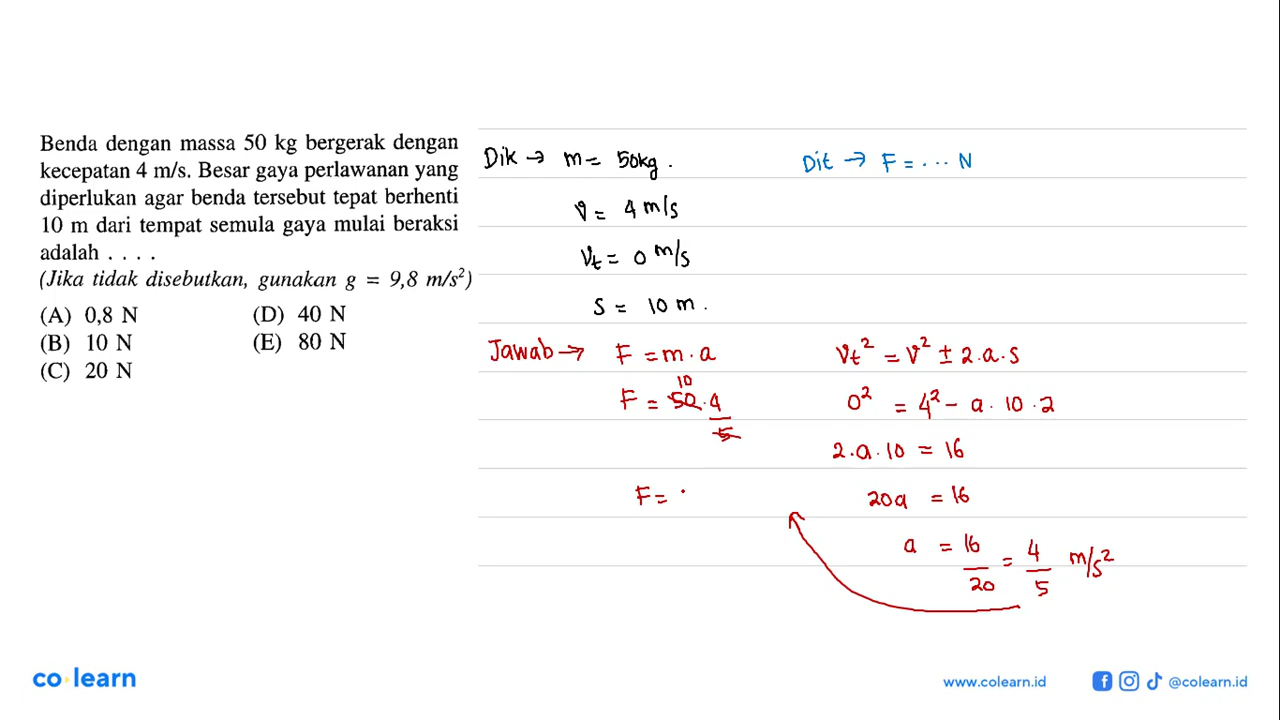 Benda dengan massa 50 kg bergerak dengan
kecepatan 4 m/s. Besar gaya perlawanan yang
diperlukan agar benda tersebut tepat berhenti
10 m dari tempat semula gaya mulai beraksi
adalah . . . .
(Jika tidak disebutkan, gunakan g = 9,8 m/s²)
(A) 0,8 N
(B) 10 N
(C) 20 N
(D) 40 N
(E) 80 N
Dik → m = 50kg.
v = 4 m/s
Vt = 0 m/s
s = 10 m.
Dit → F = ... N
Jawab → F = m . a
F = 50 . 4/5
10
F = .
Vt² = V² ± 2.a.s
0² = 4² - a . 10 . 2
2.a.10 = 16
20a = 16
a = 16/20 = 4/5 m/s²
co·learn
www.colearn.id
@colearn.id